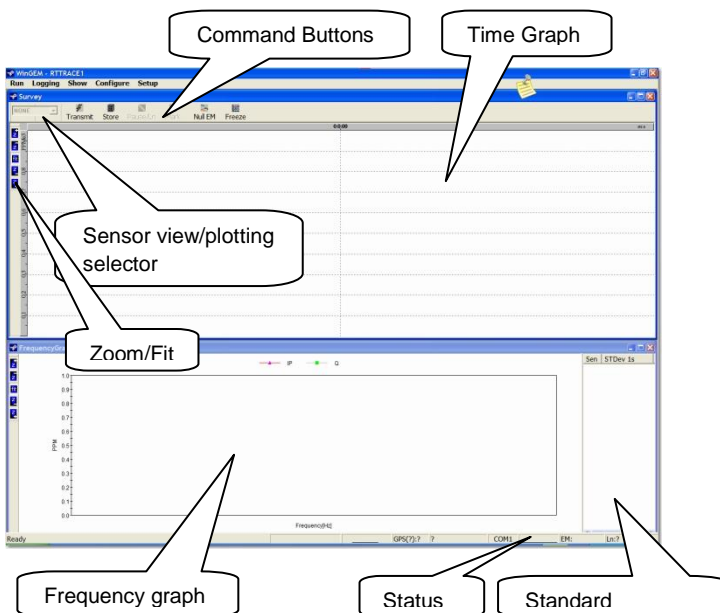 Command Buttons
Time Graph
WinGEM - RTTRACE1
Run Logging Show Configure Setup
Survey
NONE
Transmit Store Null EM Freeze
0:0:00
Sensor view/plotting
selector
Zoom/Fit
IP Q
Sen STDev 1s
1.0
0.9
0.8
0.7
0.6
0.5
0.4
0.3
0.2
0.1
0.0
PPM
Frequency(Hz)
Ready GPS(?):? ? COM1 EM: Ln:?
Frequency graph
Status
Standard